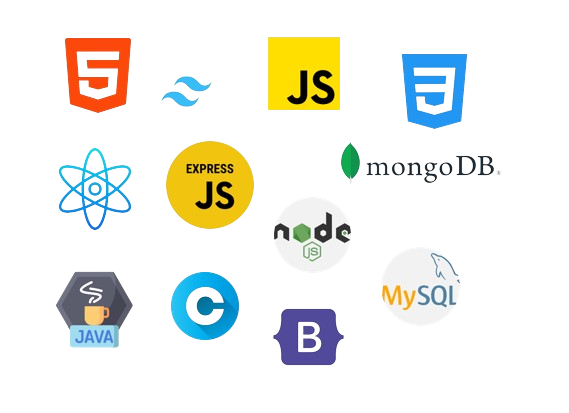 5
JS
3
EXPRESS
JS
mongoDB®
node
JS
MySQL
JAVA
C
B